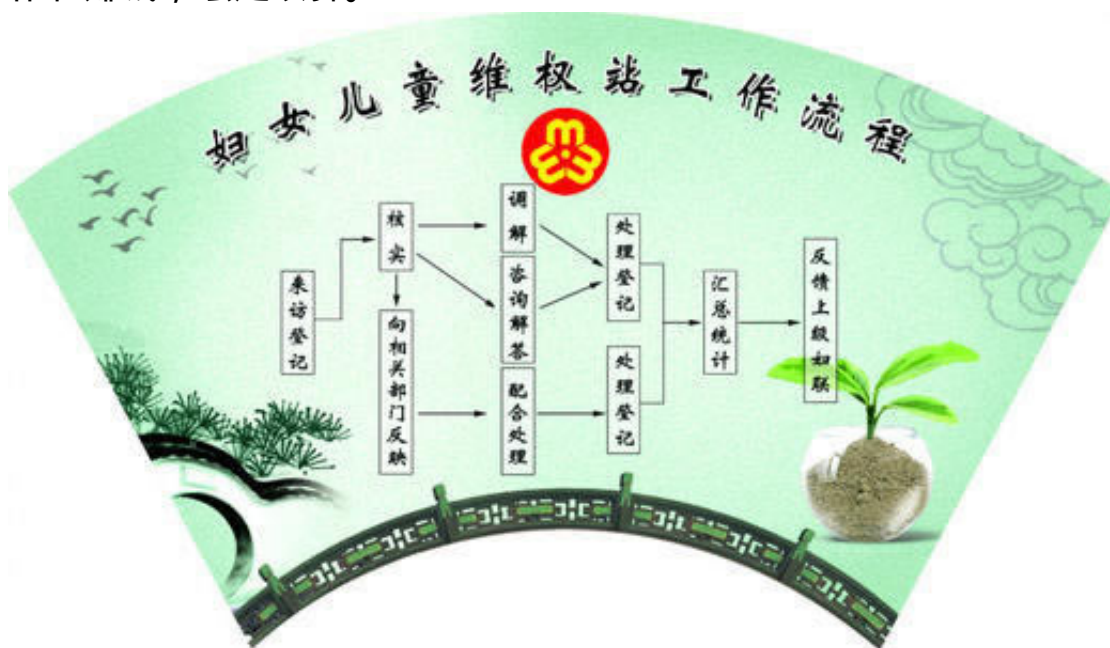 妇女儿童维权站工作流程
来访登记
核实
调解
咨询解答
向相关部门反映
配合处理
处理登记
处理登记
汇总统计
反馈上级妇联